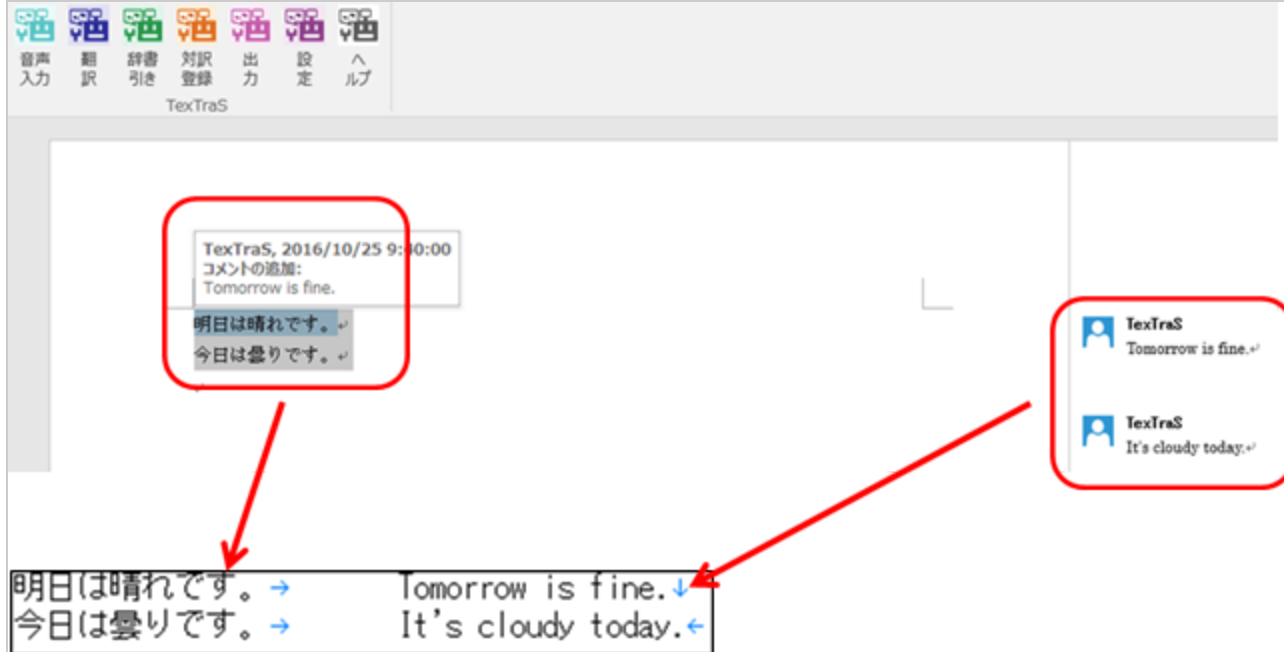 音声入力 翻訳 辞書引き 対訳登録 出力 設定 ヘルプ
TexTraS
TexTraS, 2016/10/25 9:40:00
コメントの追加:
Tomorrow is fine.
明日は晴れです。↵
今日は曇りです。↵
TexTraS
Tomorrow is fine.↵
TexTraS
It's cloudy today.↵
明日は晴れです。→ Tomorrow is fine.↓
今日は曇りです。→ It's cloudy today.←